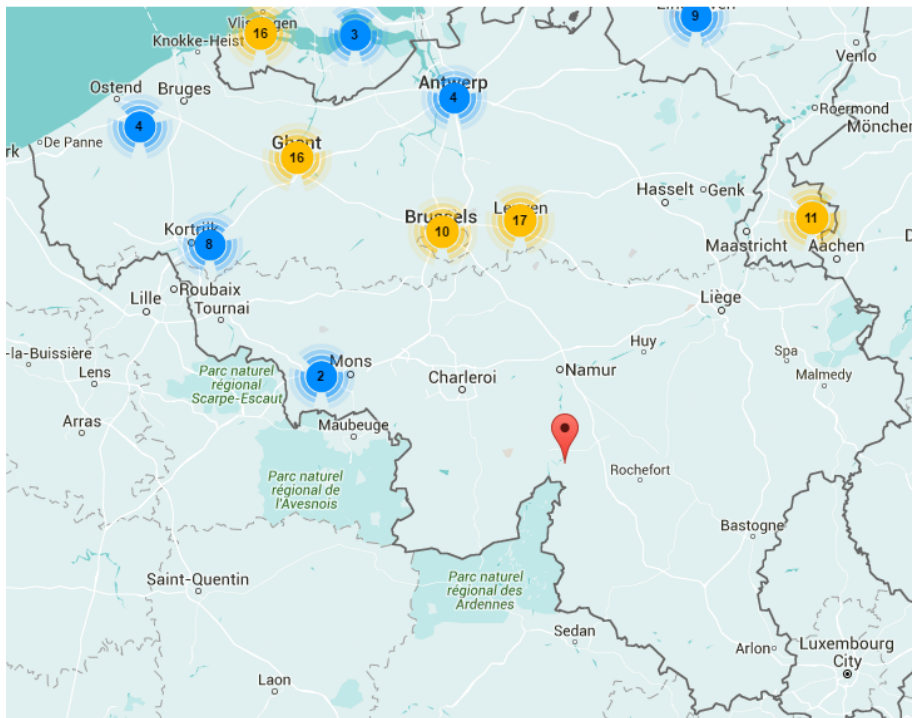 Vlissingen
16
3
9
Knokke-Heist
Venlo
Ostend
Bruges
Antwerp
4
Roermond
4
De Panne
Mönchen
rk
Ghent
16
Hasselt
Genk
Kortrijk
8
Brussels
10
Leuven
17
11
Maastricht
Aachen
D
Lille
Roubaix
Tournai
Liège
-la-Buissière
Lens
Mons
2
Charleroi
Namur
Huy
Spa
Malmedy
Parc naturel
régional
Scarpe-Escaut
Arras
Maubeuge
Rochefort
Parc naturel
régional de
l'Avesnois
Bastogne
Saint-Quentin
Parc naturel
régional des
Ardennes
Sedan
Arlon
Luxembourg
City
Laon